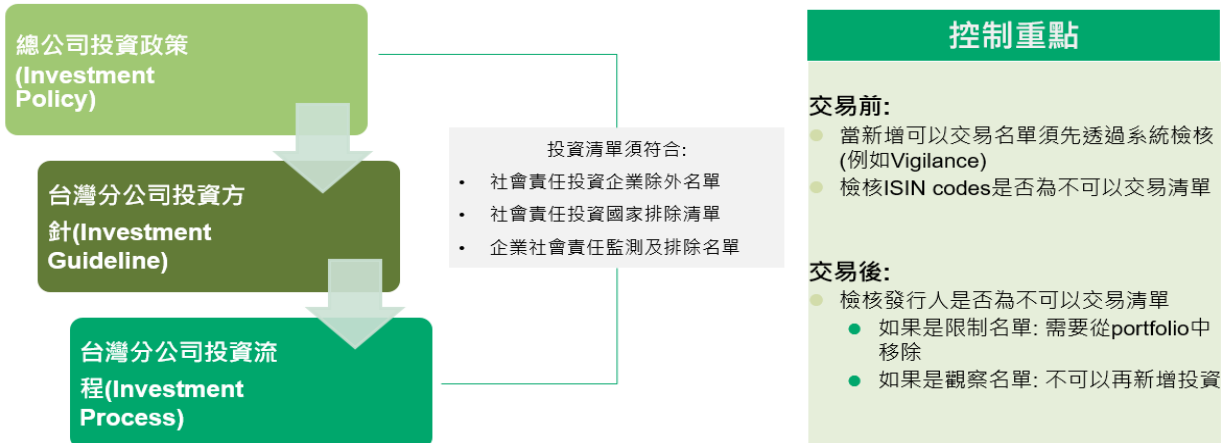 總公司投資政策
(Investment
Policy)
台灣分公司投資方
針(Investment
Guideline)
台灣分公司投資流
程(Investment
Process)
投資清單須符合:
• 社會責任投資企業除外名單
• 社會責任投資國家排除清單
• 企業社會責任監測及排除名單
控制重點
交易前:
當新增可以交易名單須先透過系統檢核
(例如Vigilance)
檢核ISIN codes是否為不可以交易清單
交易後:
檢核發行人是否為不可以交易清單
如果是限制名單: 需要從portfolio中
移除
如果是觀察名單: 不可以再新增投資